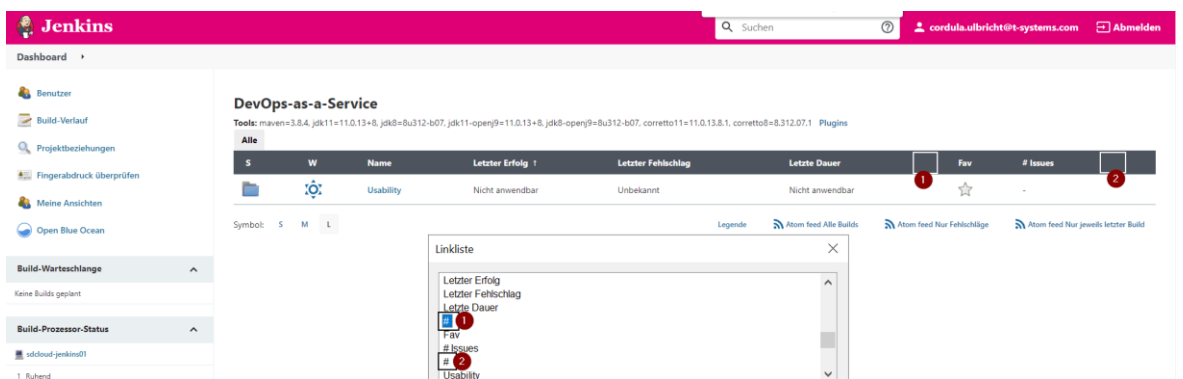 Jenkins
Suchen
cordula.ulbricht@t-systems.com
Abmelden
Dashboard
Benutzer
Build-Verlauf
Projektbeziehungen
Fingerabdruck überprüfen
Meine Ansichten
Open Blue Ocean
Build-Warteschlange
Keine Builds geplant
Build-Prozessor-Status
sdcloud-jenkins01
1 Ruhend
DevOps-as-a-Service
Tools: maven=3.8.4, jdk11=11.0.13+8, jdk8=8u312-b07, jdk11-openj9=11.0.13+8, jdk8-openj9=8u312-b07, corretto11=11.0.13.8.1, corretto8=8.312.07.1 Plugins
Alle
S W Name Letzter Erfolg ↑ Letzter Fehlschlag Letzte Dauer 1 Fav # Issues 2
Usability Nicht anwendbar Unbekannt Nicht anwendbar -
Symbol: S M L Legende Atom feed Alle Builds Atom feed Nur Fehlschläge Atom feed Nur jeweils letzter Build
Linkliste
Letzter Erfolg
Letzter Fehlschlag
Letzte Dauer
# 1
Fav
# Issues
# 2
Usability